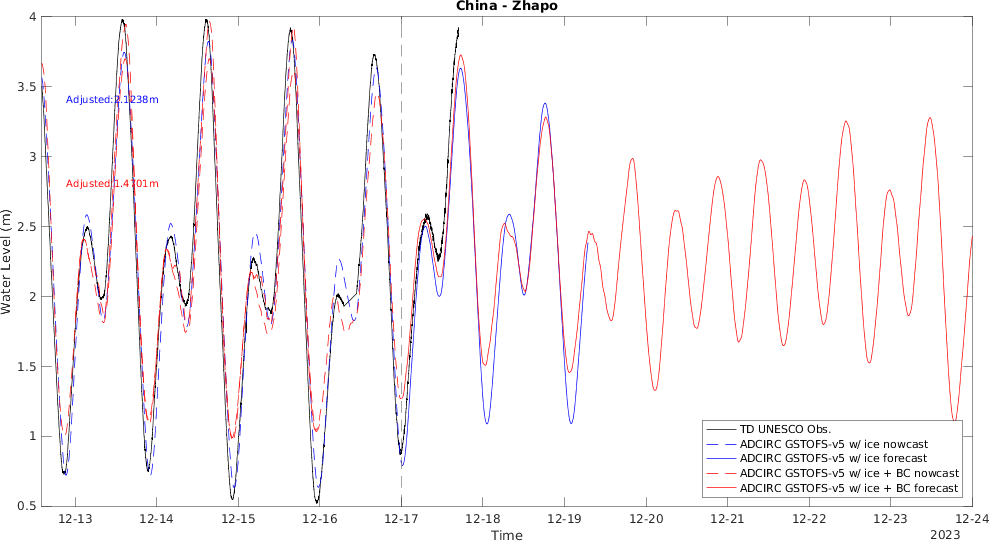 China - Zhapo
4
3.5
3
2.5
2
1.5
1
0.5
Water Level (m)
Adjusted:2.1238m
Adjusted:1.4701m
TD UNESCO Obs.
ADCIRC GSTOFS-v5 w/ ice nowcast
ADCIRC GSTOFS-v5 w/ ice forecast
ADCIRC GSTOFS-v5 w/ ice + BC nowcast
ADCIRC GSTOFS-v5 w/ ice + BC forecast
12-13 12-14 12-15 12-16 12-17 12-18 12-19 12-20 12-21 12-22 12-23 12-24
Time
2023